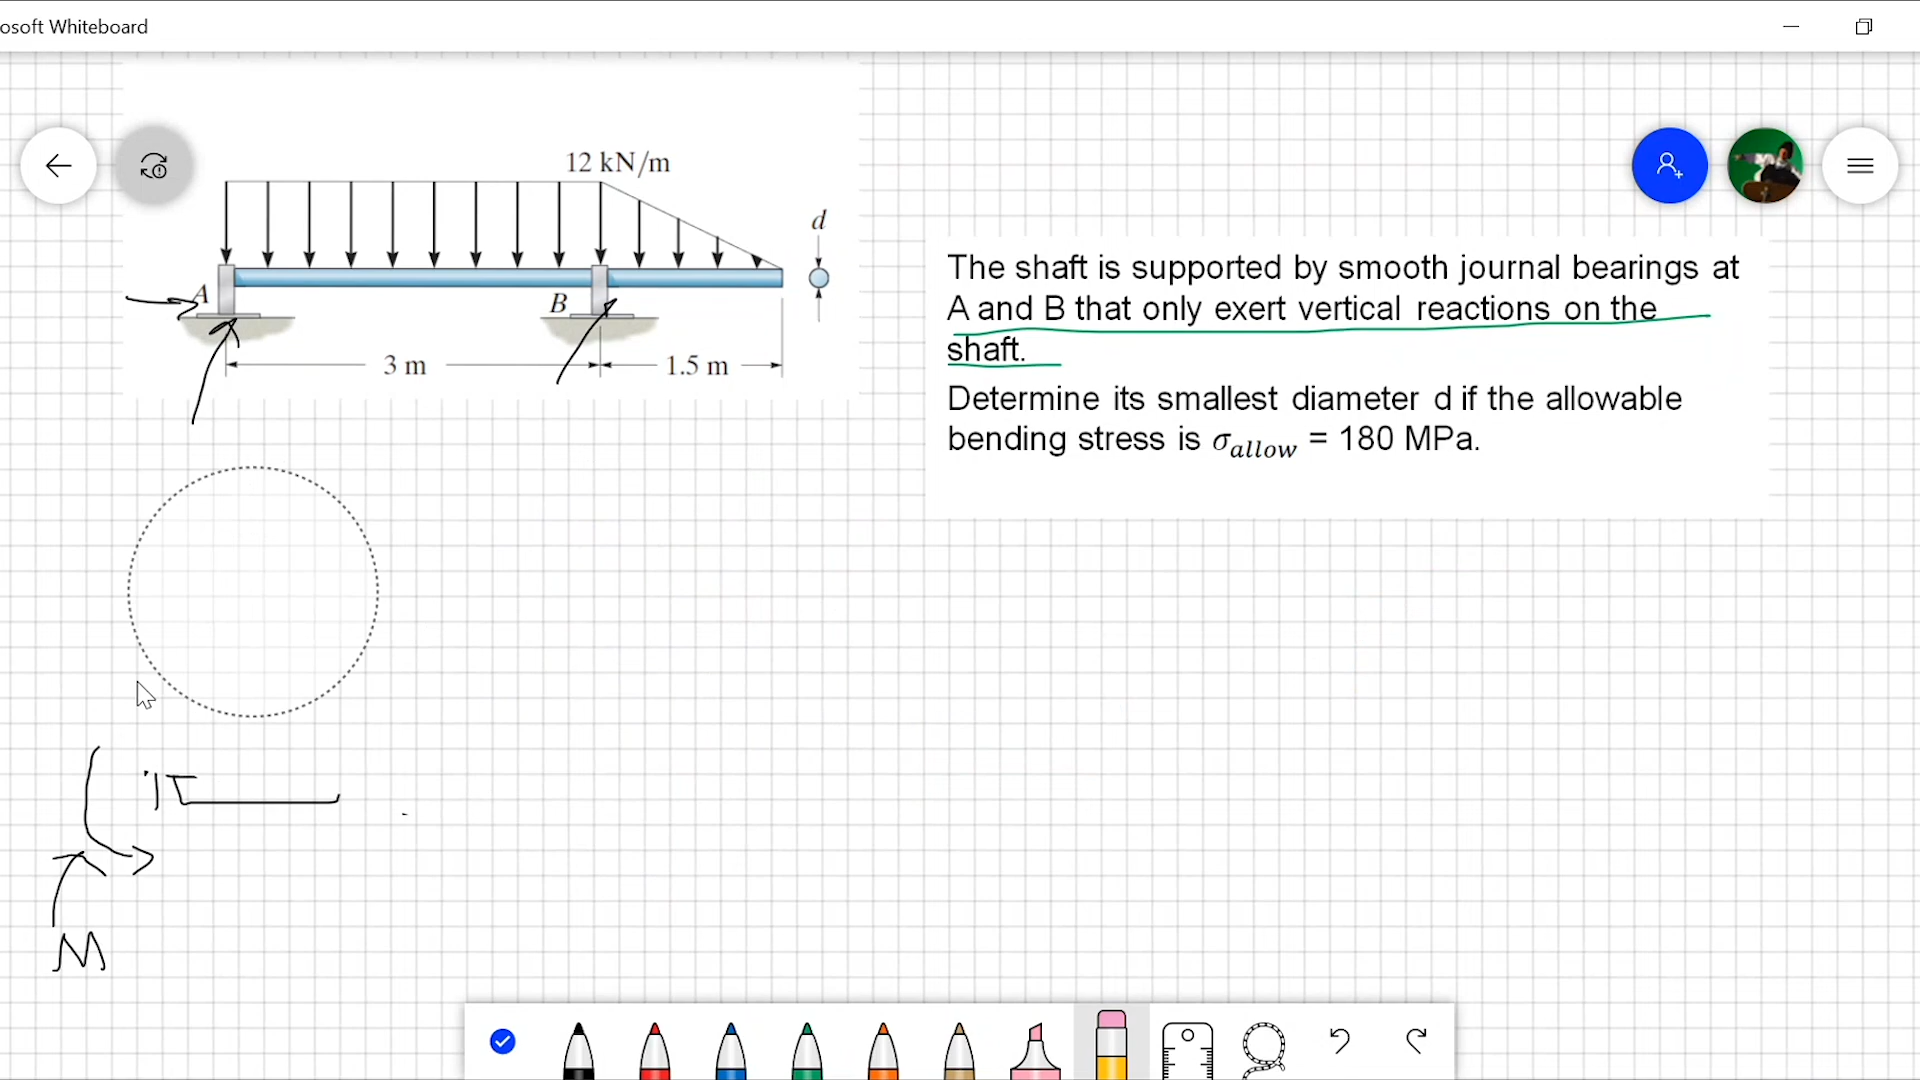 osoft Whiteboard
12 kN/m
d
A
B
3 m
1.5 m
The shaft is supported by smooth journal bearings at
A and B that only exert vertical reactions on the
shaft.
Determine its smallest diameter d if the allowable
bending stress is σallow = 180 MPa.
M